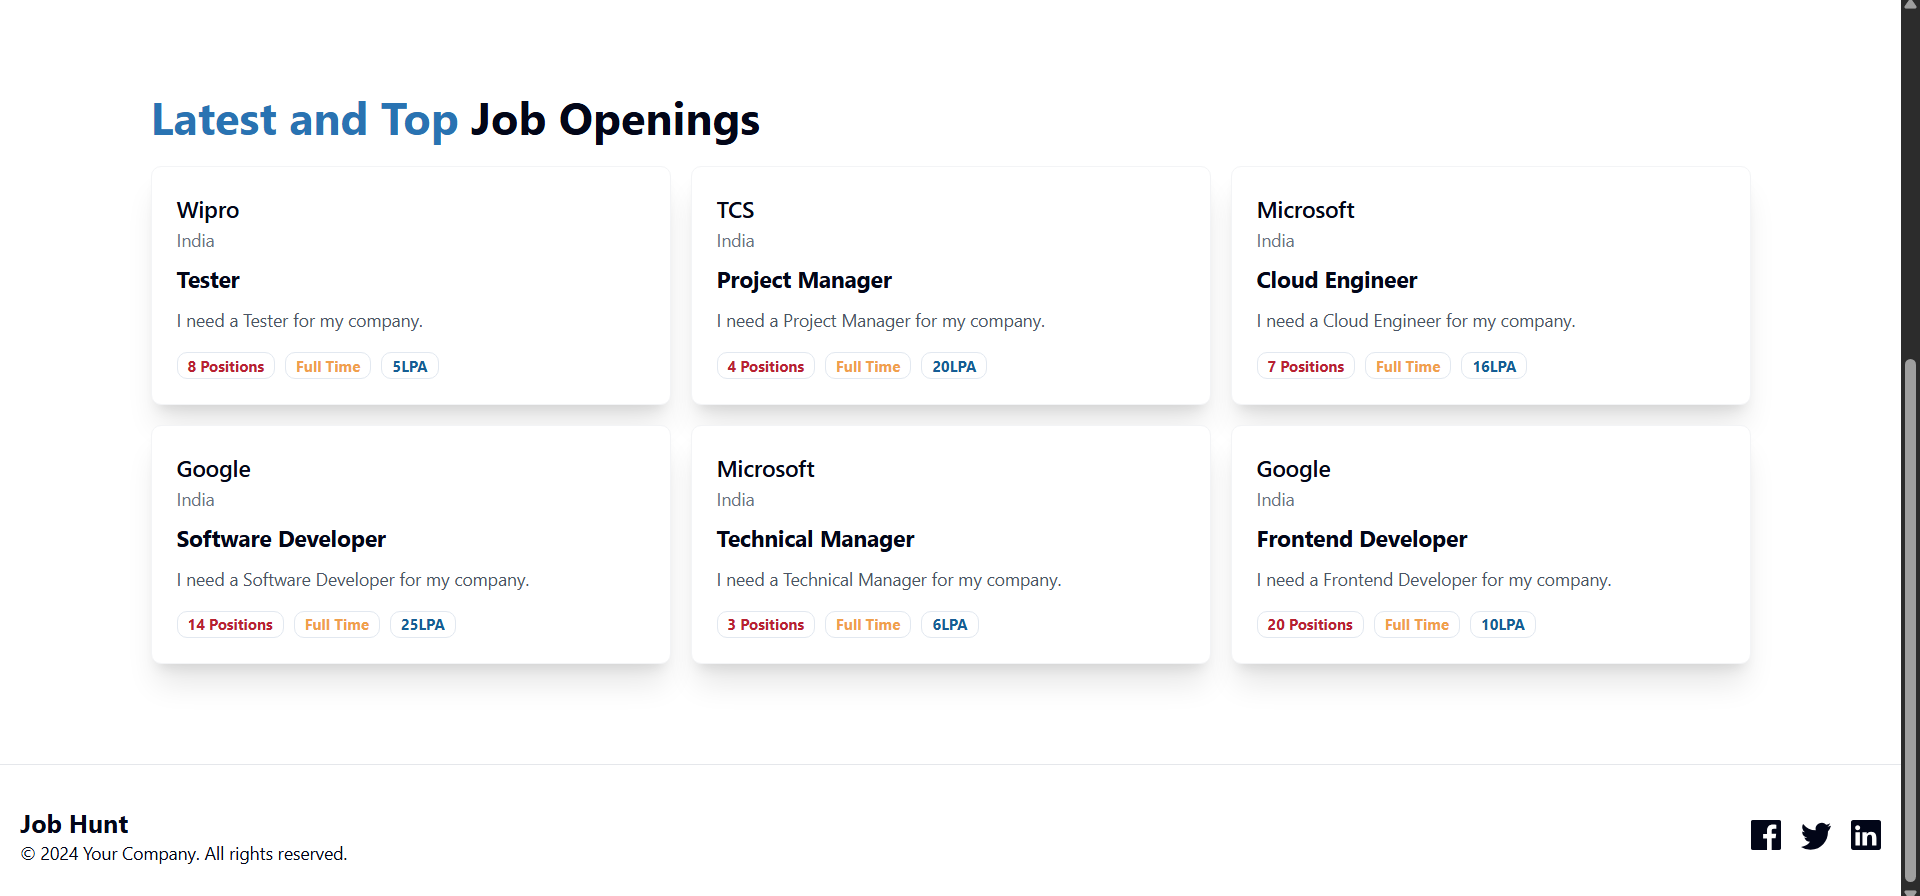 Latest and Top Job Openings
Wipro
India
Tester
I need a Tester for my company.
8 Positions Full Time 5LPA
TCS
India
Project Manager
I need a Project Manager for my company.
4 Positions Full Time 20LPA
Microsoft
India
Cloud Engineer
I need a Cloud Engineer for my company.
7 Positions Full Time 16LPA
Google
India
Software Developer
I need a Software Developer for my company.
14 Positions Full Time 25LPA
Microsoft
India
Technical Manager
I need a Technical Manager for my company.
3 Positions Full Time 6LPA
Google
India
Frontend Developer
I need a Frontend Developer for my company.
20 Positions Full Time 10LPA
Job Hunt
© 2024 Your Company. All rights reserved.